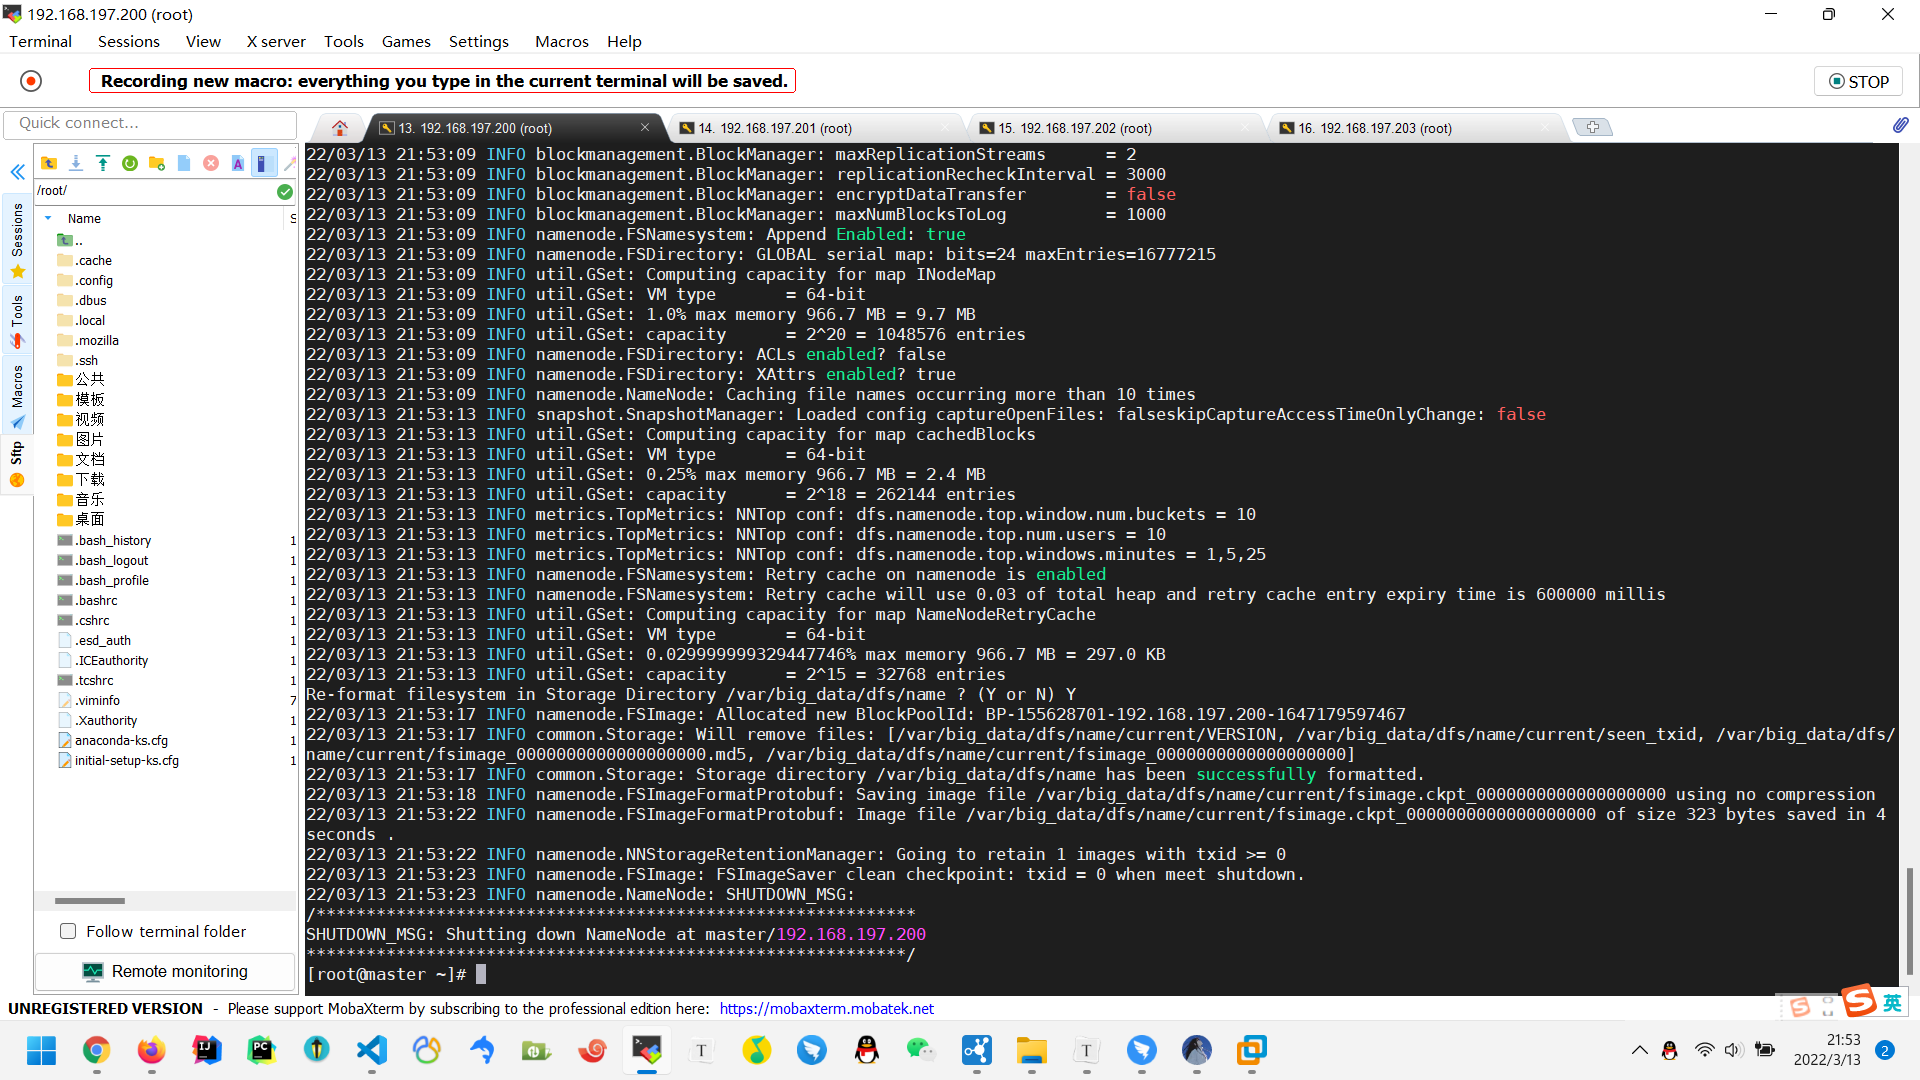 192.168.197.200 (root)
Terminal Sessions View X server Tools Games Settings Macros Help
Recording new macro: everything you type in the current terminal will be saved.
STOP
Quick connect...
13. 192.168.197.200 (root)
14. 192.168.197.201 (root)
15. 192.168.197.202 (root)
16. 192.168.197.203 (root)
Sessions
Tools
Macros
Sftp
/root/
Name S
..
.cache
.config
.dbus
.local
.mozilla
.ssh
公共
模板
视频
图片
文档
下载
音乐
桌面
.bash_history 1
.bash_logout 1
.bash_profile 1
.bashrc 1
.cshrc 1
.esd_auth 1
.ICEauthority 1
.tcshrc 1
.viminfo 7
.Xauthority 1
anaconda-ks.cfg 1
initial-setup-ks.cfg 1
Follow terminal folder
Remote monitoring
22/03/13 21:53:09 INFO blockmanagement.BlockManager: maxReplicationStreams = 2
22/03/13 21:53:09 INFO blockmanagement.BlockManager: replicationRecheckInterval = 3000
22/03/13 21:53:09 INFO blockmanagement.BlockManager: encryptDataTransfer = false
22/03/13 21:53:09 INFO blockmanagement.BlockManager: maxNumBlocksToLog = 1000
22/03/13 21:53:09 INFO namenode.FSNamesystem: Append Enabled: true
22/03/13 21:53:09 INFO namenode.FSDirectory: GLOBAL serial map: bits=24 maxEntries=16777215
22/03/13 21:53:09 INFO util.GSet: Computing capacity for map INodeMap
22/03/13 21:53:09 INFO util.GSet: VM type = 64-bit
22/03/13 21:53:09 INFO util.GSet: 1.0% max memory 966.7 MB = 9.7 MB
22/03/13 21:53:09 INFO util.GSet: capacity = 2^20 = 1048576 entries
22/03/13 21:53:09 INFO namenode.FSDirectory: ACLs enabled? false
22/03/13 21:53:09 INFO namenode.FSDirectory: XAttrs enabled? true
22/03/13 21:53:09 INFO namenode.NameNode: Caching file names occurring more than 10 times
22/03/13 21:53:13 INFO snapshot.SnapshotManager: Loaded config captureOpenFiles: falseskipCaptureAccessTimeOnlyChange: false
22/03/13 21:53:13 INFO util.GSet: Computing capacity for map cachedBlocks
22/03/13 21:53:13 INFO util.GSet: VM type = 64-bit
22/03/13 21:53:13 INFO util.GSet: 0.25% max memory 966.7 MB = 2.4 MB
22/03/13 21:53:13 INFO util.GSet: capacity = 2^18 = 262144 entries
22/03/13 21:53:13 INFO metrics.TopMetrics: NNTop conf: dfs.namenode.top.window.num.buckets = 10
22/03/13 21:53:13 INFO metrics.TopMetrics: NNTop conf: dfs.namenode.top.num.users = 10
22/03/13 21:53:13 INFO metrics.TopMetrics: NNTop conf: dfs.namenode.top.windows.minutes = 1,5,25
22/03/13 21:53:13 INFO namenode.FSNamesystem: Retry cache on namenode is enabled
22/03/13 21:53:13 INFO namenode.FSNamesystem: Retry cache will use 0.03 of total heap and retry cache entry expiry time is 600000 millis
22/03/13 21:53:13 INFO util.GSet: Computing capacity for map NameNodeRetryCache
22/03/13 21:53:13 INFO util.GSet: VM type = 64-bit
22/03/13 21:53:13 INFO util.GSet: 0.029999999329447746% max memory 966.7 MB = 297.0 KB
22/03/13 21:53:13 INFO util.GSet: capacity = 2^15 = 32768 entries
Re-format filesystem in Storage Directory /var/big_data/dfs/name ? (Y or N) Y
22/03/13 21:53:17 INFO namenode.FSImage: Allocated new BlockPoolId: BP-155628701-192.168.197.200-1647179597467
22/03/13 21:53:17 INFO common.Storage: Will remove files: [/var/big_data/dfs/name/current/VERSION, /var/big_data/dfs/name/current/seen_txid, /var/big_data/dfs/
name/current/fsimage_0000000000000000000.md5, /var/big_data/dfs/name/current/fsimage_0000000000000000000]
22/03/13 21:53:17 INFO common.Storage: Storage directory /var/big_data/dfs/name has been successfully formatted.
22/03/13 21:53:18 INFO namenode.FSImageFormatProtobuf: Saving image file /var/big_data/dfs/name/current/fsimage.ckpt_0000000000000000000 using no compression
22/03/13 21:53:22 INFO namenode.FSImageFormatProtobuf: Image file /var/big_data/dfs/name/current/fsimage.ckpt_0000000000000000000 of size 323 bytes saved in 4
seconds .
22/03/13 21:53:22 INFO namenode.NNStorageRetentionManager: Going to retain 1 images with txid >= 0
22/03/13 21:53:23 INFO namenode.FSImage: FSImageSaver clean checkpoint: txid = 0 when meet shutdown.
22/03/13 21:53:23 INFO namenode.NameNode: SHUTDOWN_MSG:
/************************************************************
SHUTDOWN_MSG: Shutting down NameNode at master/192.168.197.200
************************************************************/
[root@master ~]#
UNREGISTERED VERSION - Please support MobaXterm by subscribing to the professional edition here: https://mobaxterm.mobatek.net
英
21:53
2022/3/13
2